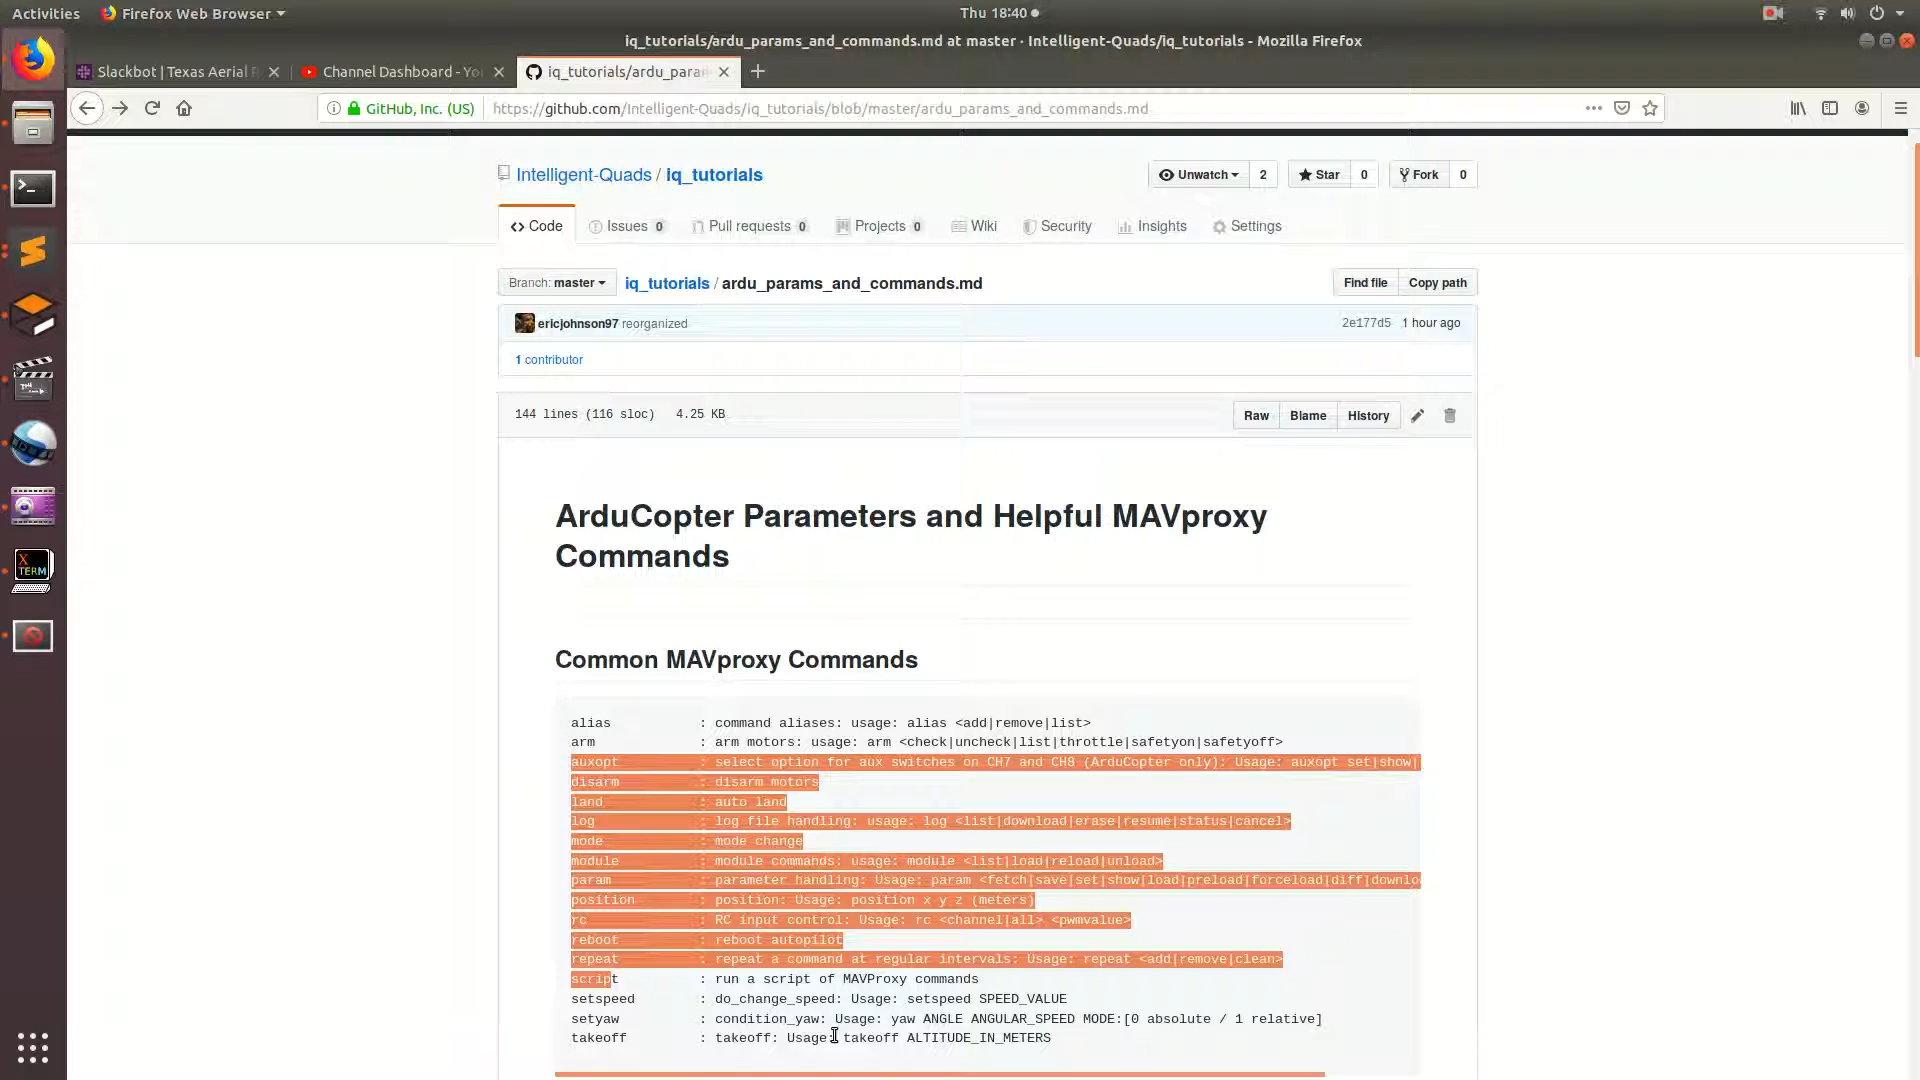 Activities Firefox Web Browser Thu 18:40
iq_tutorials/ardu_params_and_commands.md at master · Intelligent-Quads/iq_tutorials - Mozilla Firefox
Slackbot | Texas Aerial Channel Dashboard - iq_tutorials/ardu_para
GitHub, Inc. (US) https://github.com/Intelligent-Quads/iq_tutorials/blob/master/ardu_params_and_commands.md
Intelligent-Quads / iq_tutorials Unwatch 2 Star 0 Fork 0
Code Issues 0 Pull requests 0 Projects 0 Wiki Security Insights Settings
Branch: master iq_tutorials / ardu_params_and_commands.md Find file Copy path
ericjohnson97 reorganized 2e177d5 1 hour ago
1 contributor
144 lines (116 sloc) 4.25 KB Raw Blame History
ArduCopter Parameters and Helpful MAVproxy
Commands
Common MAVproxy Commands
alias : command aliases: usage: alias <add|remove|list>
arm : arm motors: usage: arm <check|uncheck|list|throttle|safetyon|safetyoff>
auxopt : select option for aux switches on CH7 and CH8 (ArduCopter only): Usage: auxopt set|show|
disarm : disarm motors
land : auto land
log : log file handling: usage: log <list|download|erase|resume|status|cancel>
mode : mode change
module : module commands: usage: module <list|load|reload|unload>
param : parameter handling: Usage: param <fetch|save|set|show|load|preload|forceload|diff|downlo
position : position: Usage: position x y z (meters)
rc : RC input control: Usage: rc <channel|all> <pwmvalue>
reboot : reboot autopilot
repeat : repeat a command at regular intervals: Usage: repeat <add|remove|clean>
script : run a script of MAVProxy commands
setspeed : do_change_speed: Usage: setspeed SPEED_VALUE
setyaw : condition_yaw: Usage: yaw ANGLE ANGULAR_SPEED MODE:[0 absolute / 1 relative]
takeoff : takeoff: Usage: takeoff ALTITUDE_IN_METERS
X
TERM